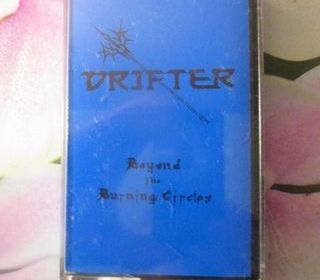 DRIFTER
Beyond
the
Burning Circles